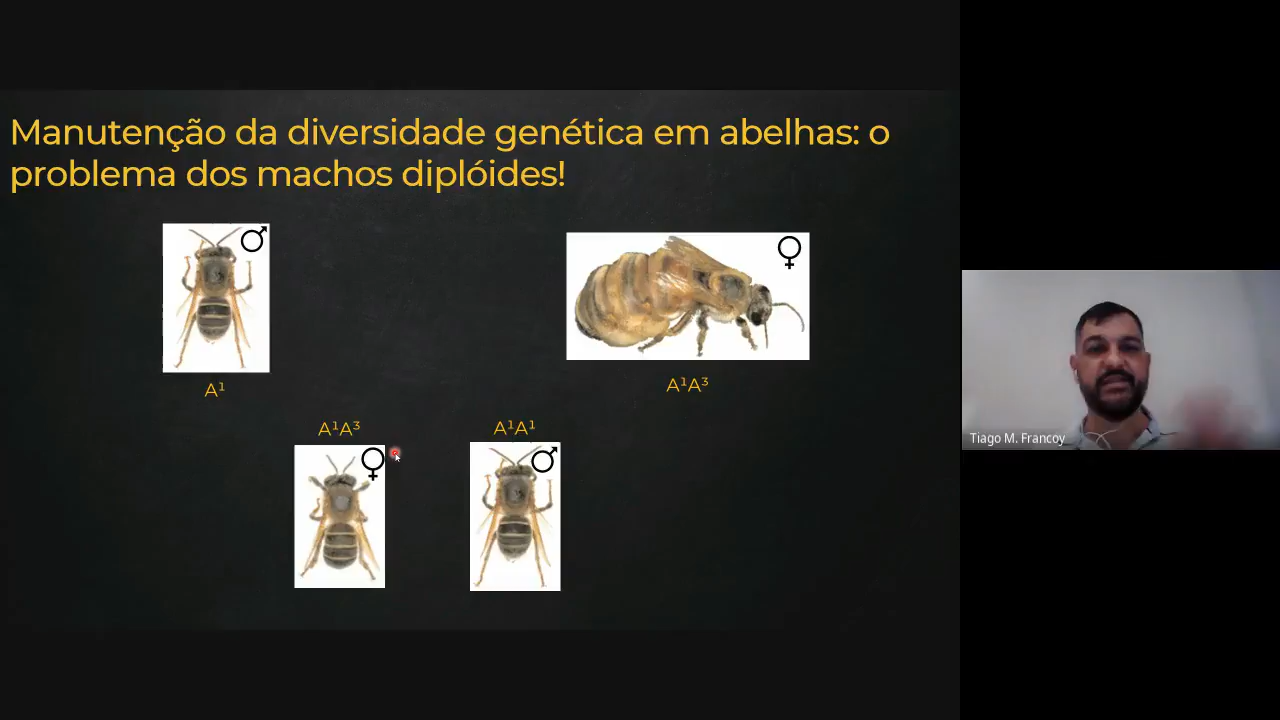 Manutenção da diversidade genética em abelhas: o
problema dos machos diplóides!
♂
♀
A¹
A¹A³
A¹A³
A¹A¹
♀
♂
Tiago M. Francoy